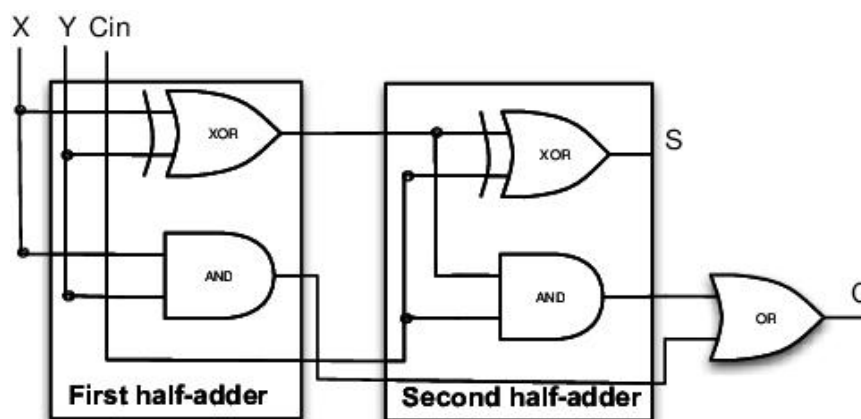 X Y Cin
XOR
XOR
S
AND
AND
OR
C
First half-adder
Second half-adder